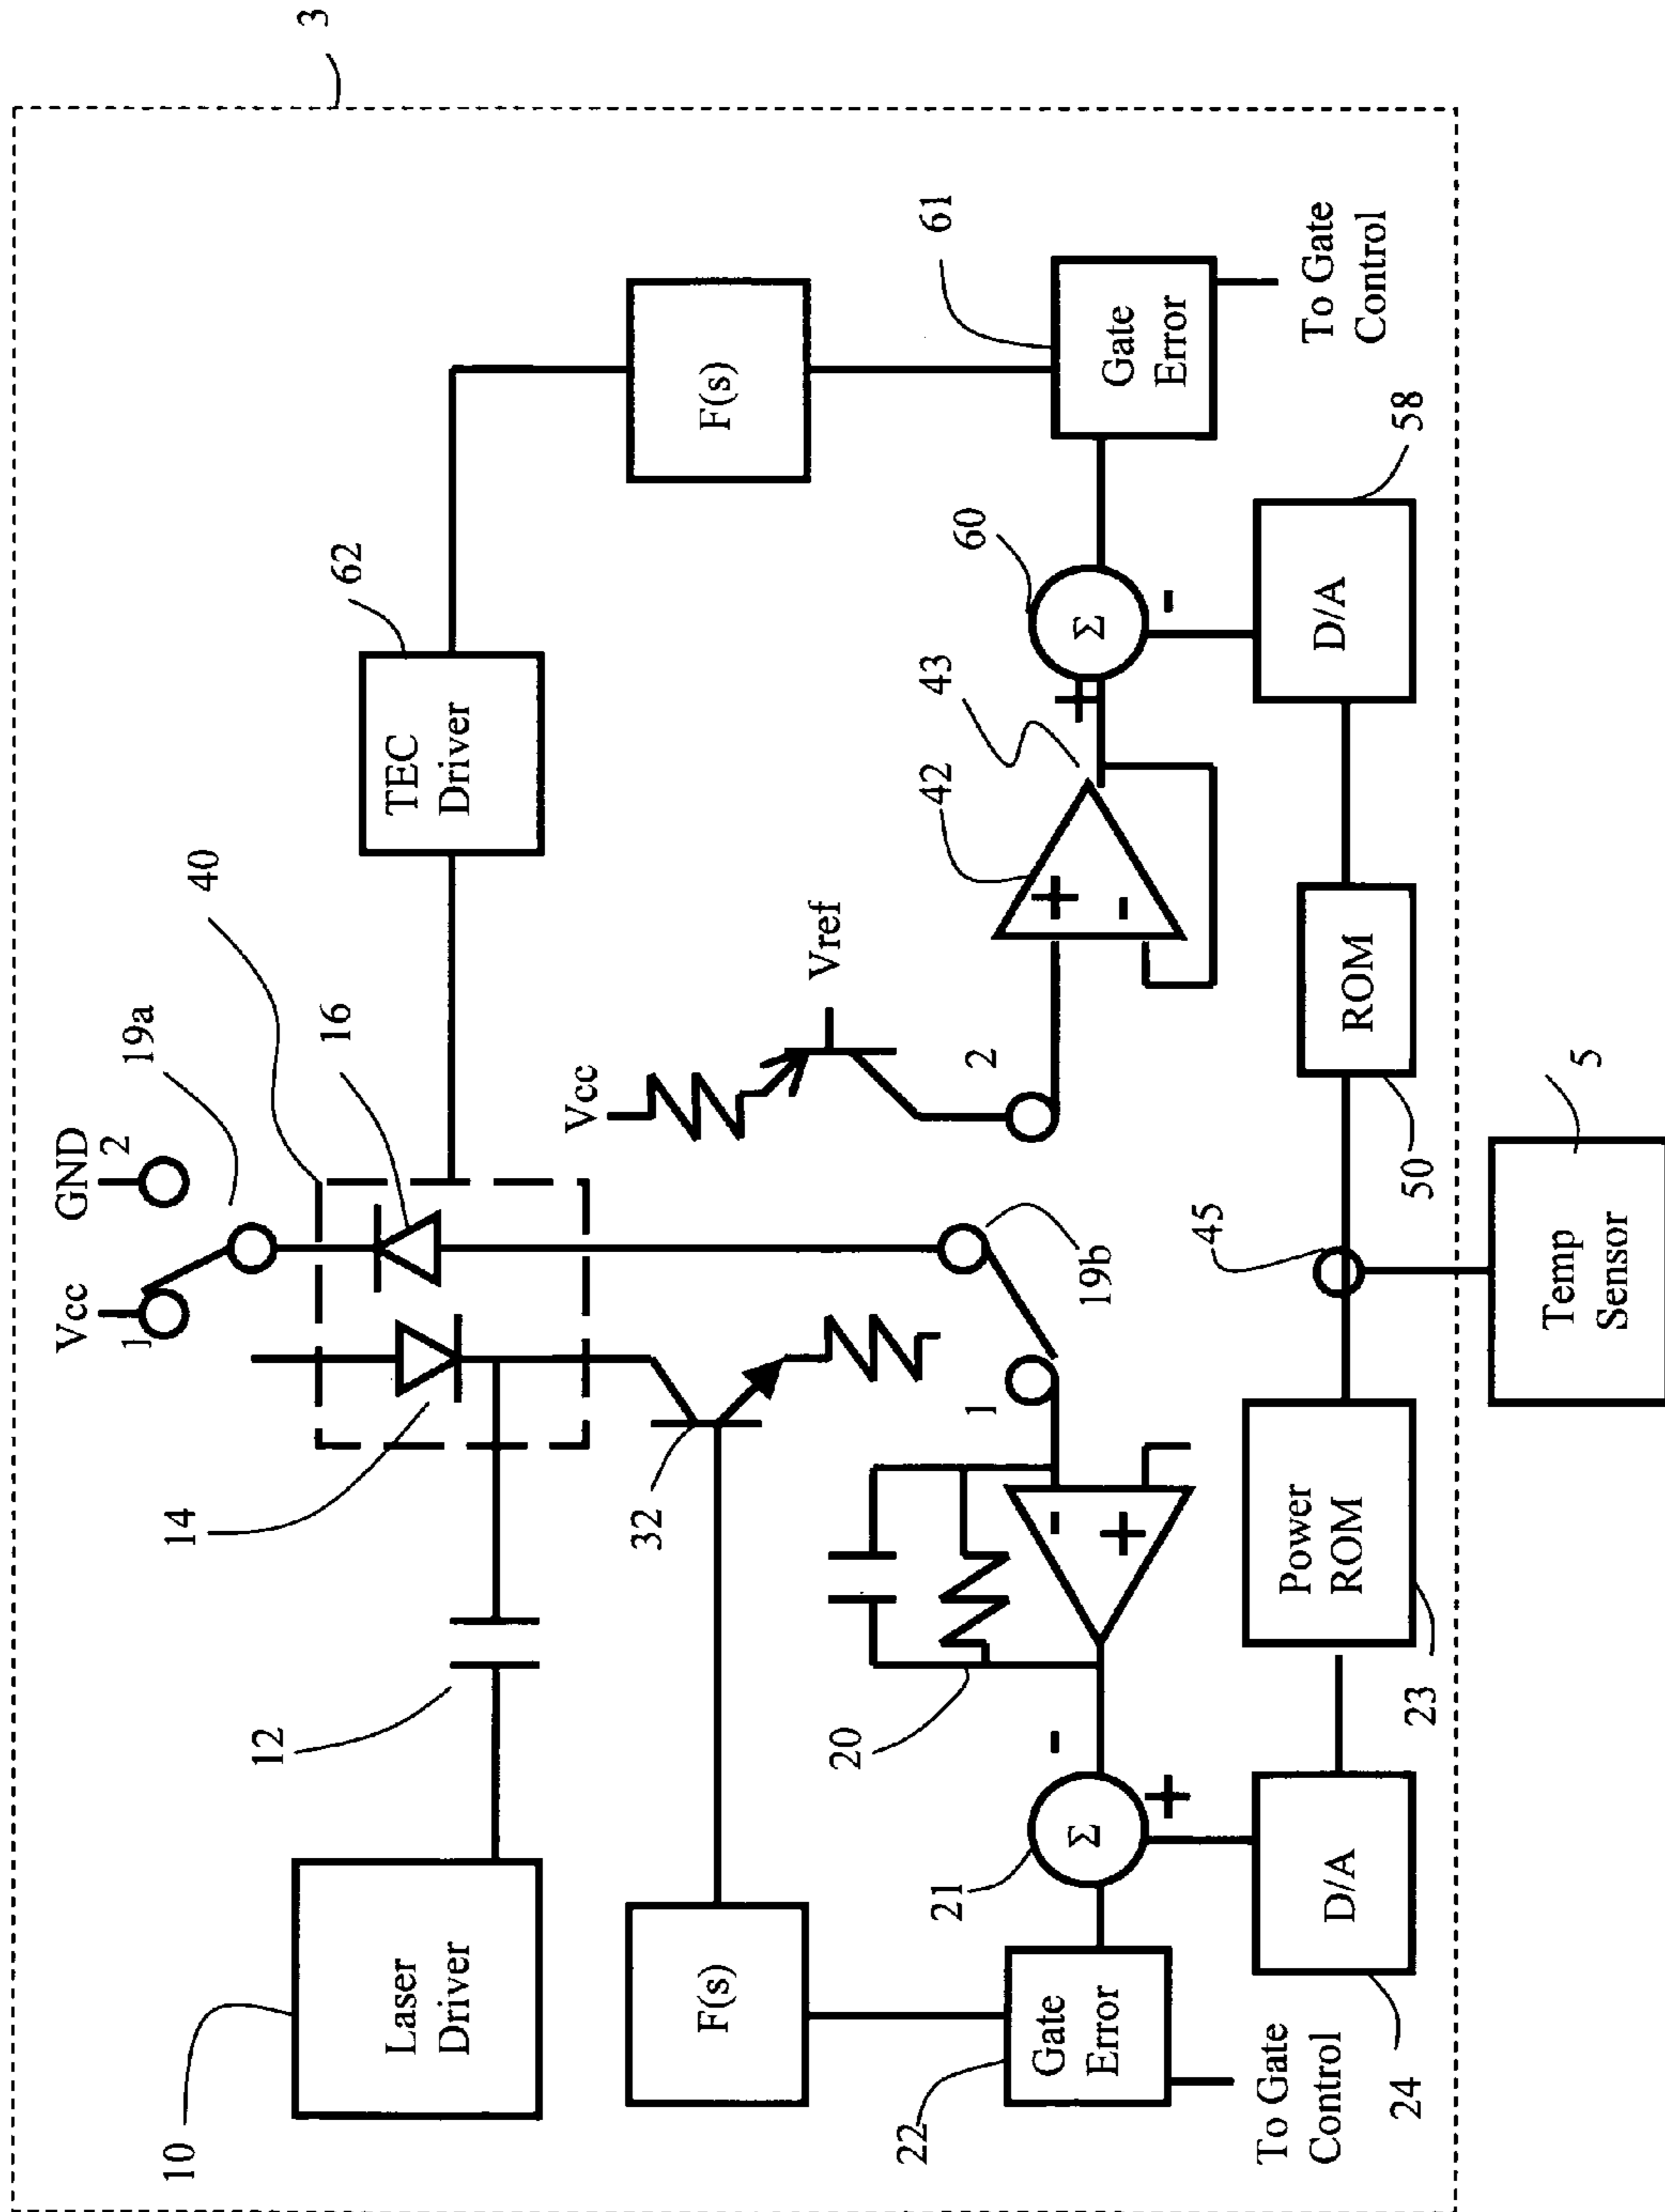 3
Vcc
GND
1
2
19a
40
10
Laser
Driver
12
14
16
TEC
Driver
62
F(s)
32
Vcc
Vref
F(s)
22
Gate
Error
To Gate
Control
21
Σ
-
+
20
-
+
1
19b
2
+
-
42
43
+
60
Σ
-
61
Gate
Error
To Gate
Control
24
D/A
23
Power
ROM
45
50
ROM
58
D/A
5
Temp
Sensor